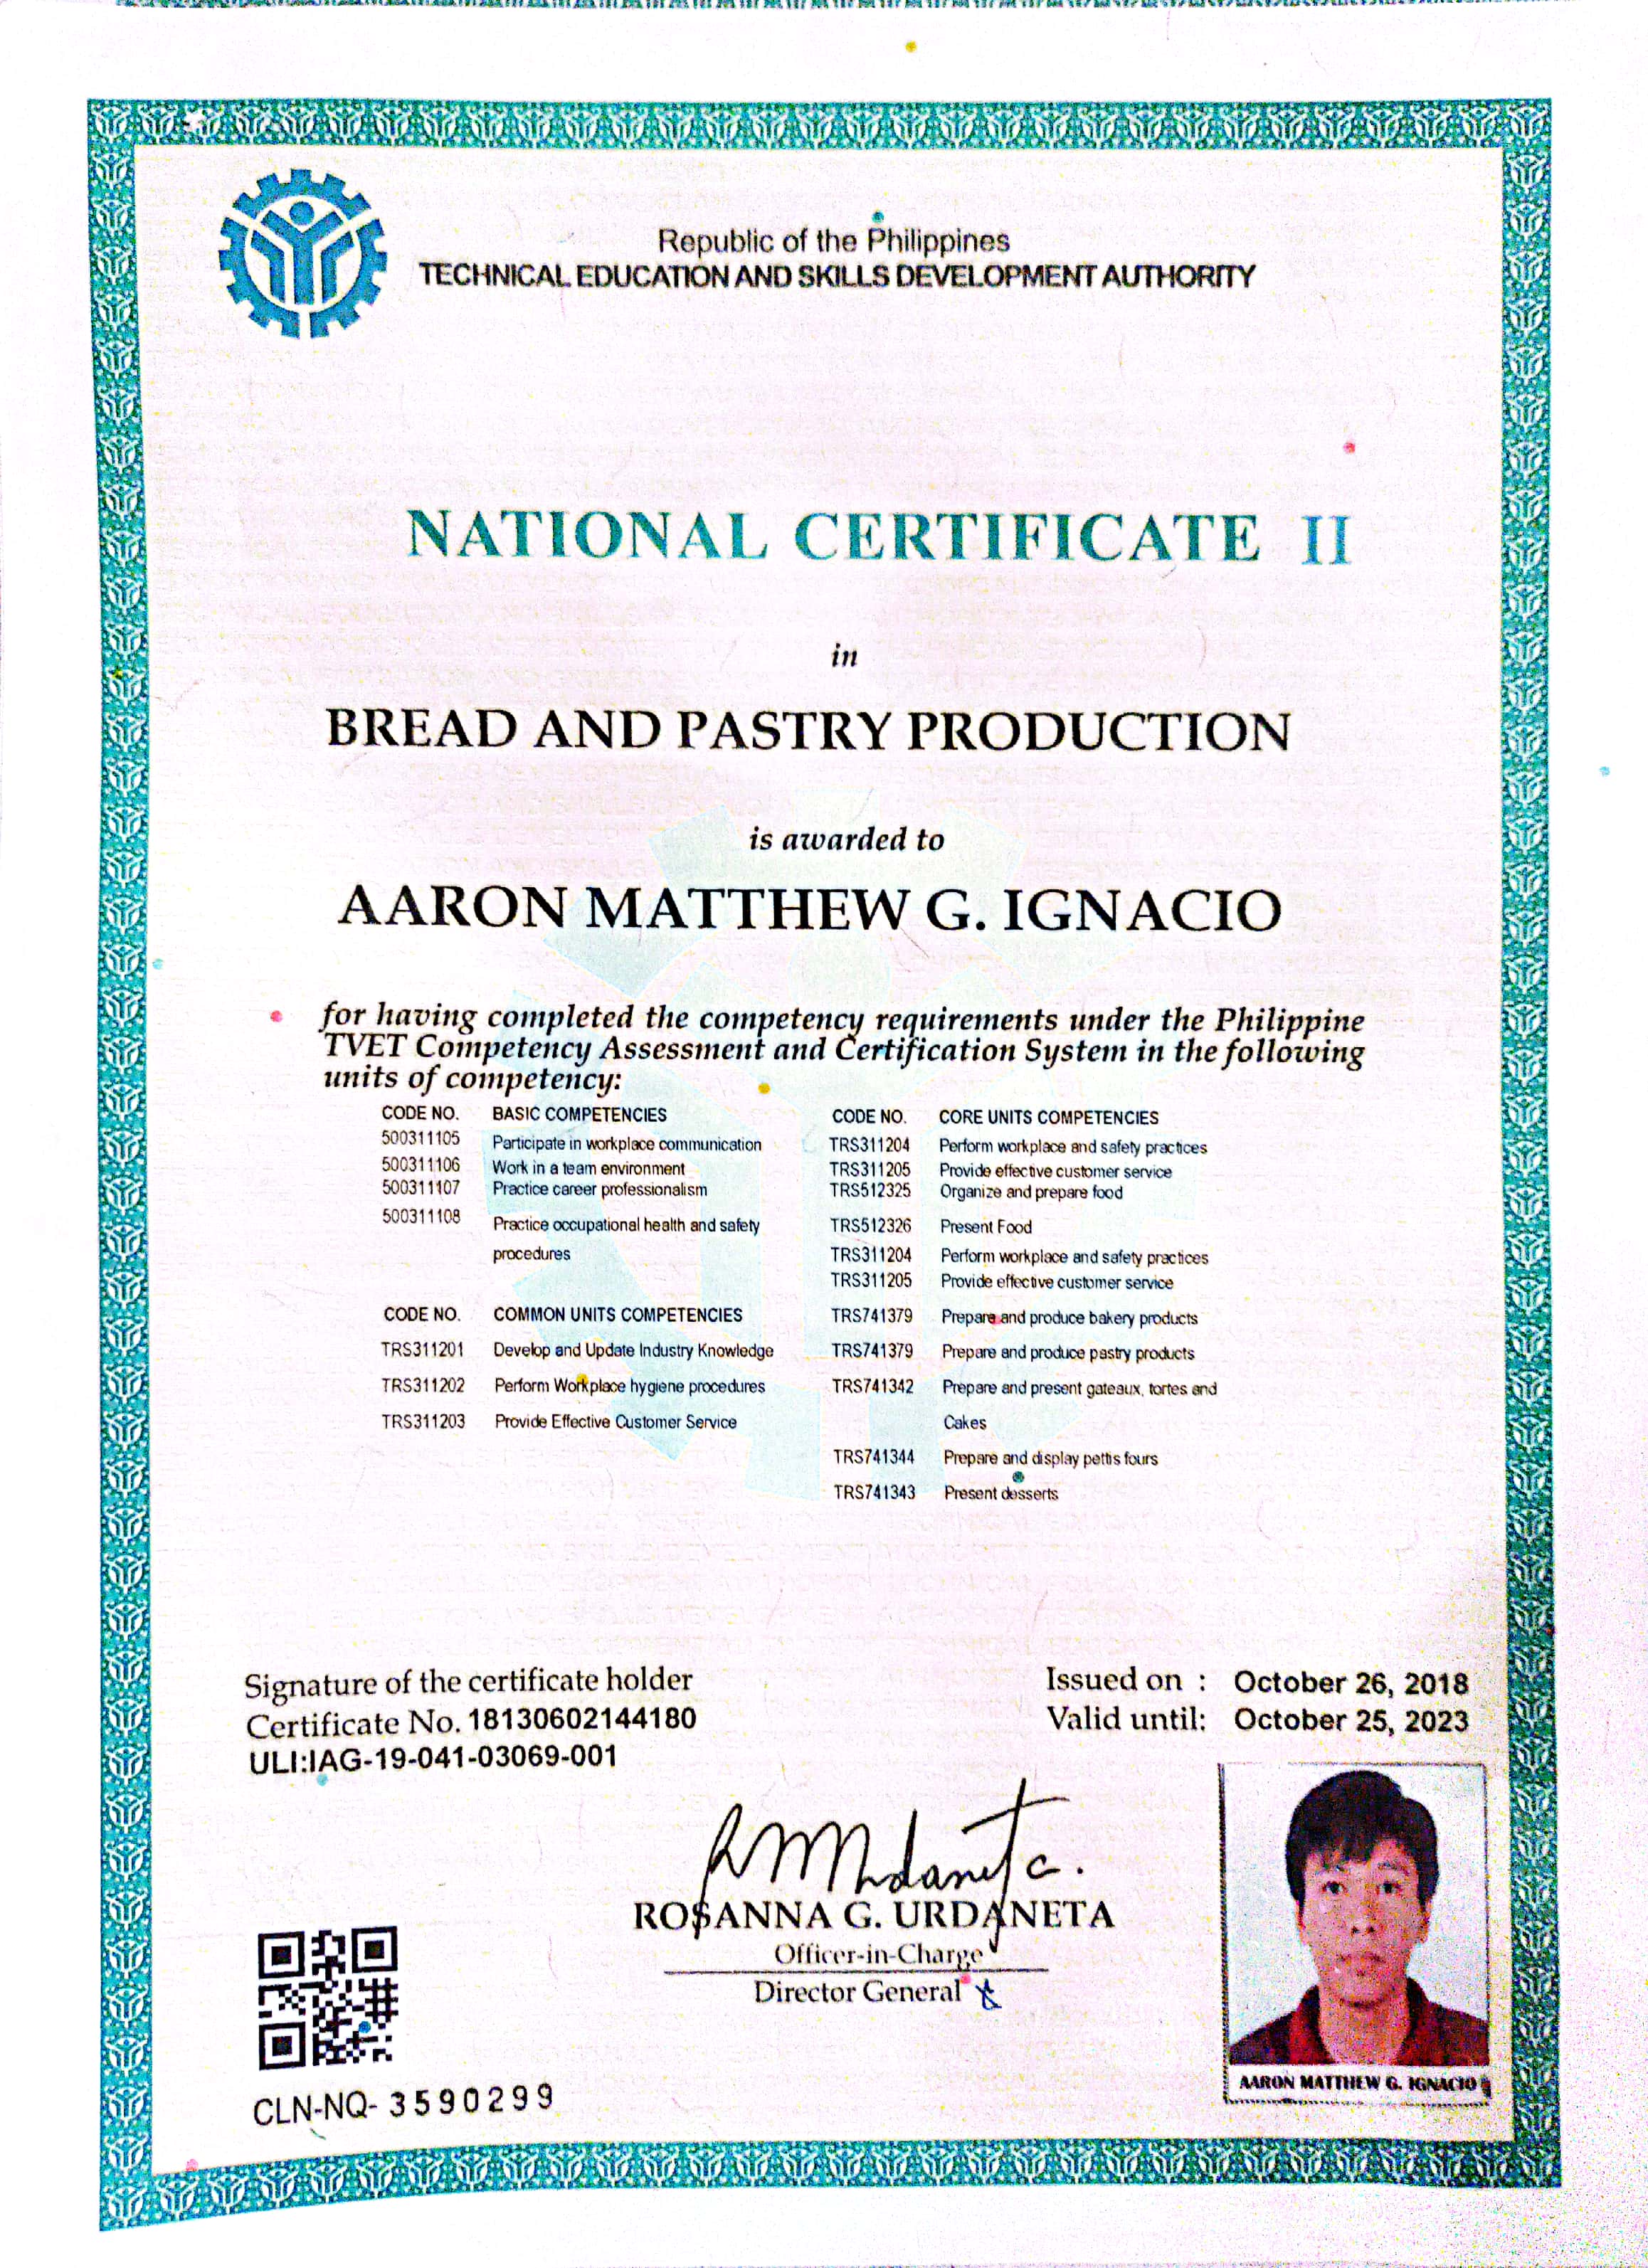 Republic of the Philippines
TECHNICAL EDUCATION AND SKILLS DEVELOPMENT AUTHORITY
NATIONAL CERTIFICATE II
in
BREAD AND PASTRY PRODUCTION
is awarded to
AARON MATTHEW G. IGNACIO
for having completed the competency requirements under the Philippine
TVET Competency Assessment and Certification System in the following
units of competency:
CODE NO. BASIC COMPETENCIES
500311105 Participate in workplace communication
500311106 Work in a team environment
500311107 Practice career professionalism
500311108 Practice occupational health and safety
procedures
CODE NO. COMMON UNITS COMPETENCIES
TRS311201 Develop and Update Industry Knowledge
TRS311202 Perform Workplace hygiene procedures
TRS311203 Provide Effective Customer Service
CODE NO. CORE UNITS COMPETENCIES
TRS311204 Perform workplace and safety practices
TRS311205 Provide effective customer service
TRS512325 Organize and prepare food
TRS512326 Present Food
TRS311204 Perform workplace and safety practices
TRS311205 Provide effective customer service
TRS741379 Prepare and produce bakery products
TRS741379 Prepare and produce pastry products
TRS741342 Prepare and present gateaux, tortes and
Cakes
TRS741344 Prepare and display pettis fours
TRS741343 Present desserts
Signature of the certificate holder
Certificate No. 18130602144180
ULI:IAG-19-041-03069-001
Issued on : October 26, 2018
Valid until: October 25, 2023
ROSANNA G. URDANETA
Officer-in-Charge
Director General
CLN-NQ- 3590299
AARON MATTHEW G. IGNACIO